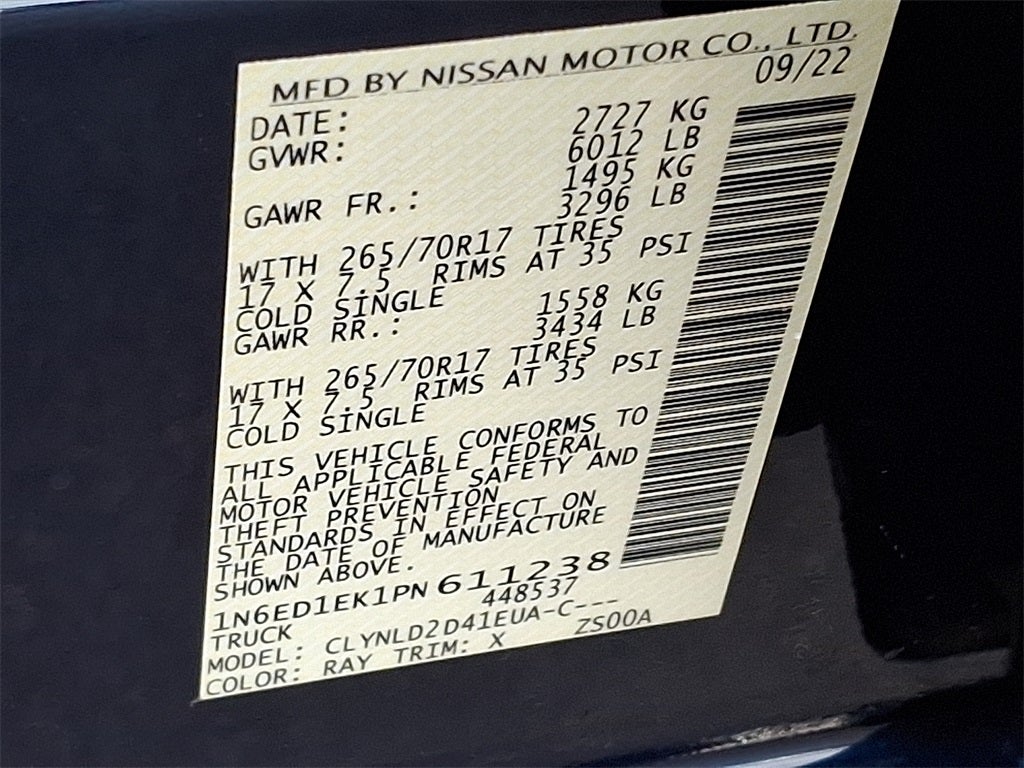 MFD BY NISSAN MOTOR CO., LTD.
DATE: 09/22
GVWR: 2727 KG
6012 LB
GAWR FR.: 1495 KG
3296 LB
WITH 265/70R17 TIRES
17 X 7.5 RIMS AT 35 PSI
COLD SINGLE
GAWR RR.: 1558 KG
3434 LB
WITH 265/70R17 TIRES
17 X 7.5 RIMS AT 35 PSI
COLD SINGLE
THIS VEHICLE CONFORMS TO
ALL APPLICABLE FEDERAL
MOTOR VEHICLE SAFETY AND
THEFT PREVENTION
STANDARDS IN EFFECT ON
THE DATE OF MANUFACTURE
SHOWN ABOVE.
1N6ED1EK1PN 611238
TRUCK 448537
MODEL: CLYNLD2D41EUA-C---
COLOR: RAY TRIM: X ZS00A